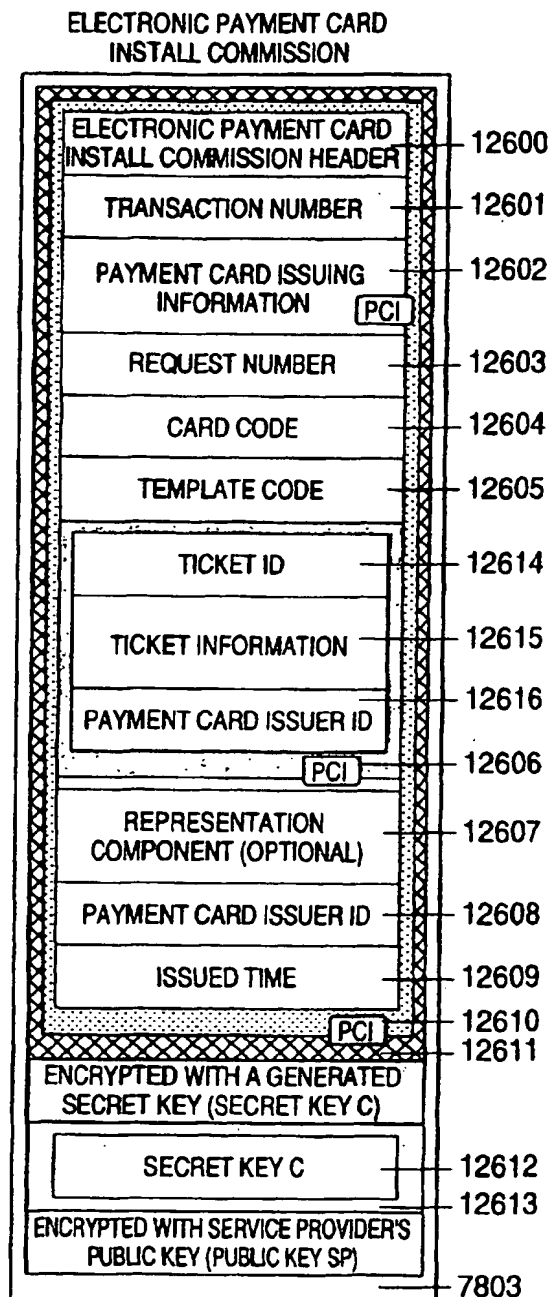 ELECTRONIC PAYMENT CARD
INSTALL COMMISSION
ELECTRONIC PAYMENT CARD
INSTALL COMMISSION HEADER
12600
TRANSACTION NUMBER
12601
PAYMENT CARD ISSUING
INFORMATION
12602
PCI
REQUEST NUMBER
12603
CARD CODE
12604
TEMPLATE CODE
12605
TICKET ID
12614
TICKET INFORMATION
12615
12616
PAYMENT CARD ISSUER ID
PCI
12606
REPRESENTATION
COMPONENT (OPTIONAL)
12607
PAYMENT CARD ISSUER ID
12608
ISSUED TIME
12609
PCI
12610
12611
ENCRYPTED WITH A GENERATED
SECRET KEY (SECRET KEY C)
SECRET KEY C
12612
12613
ENCRYPTED WITH SERVICE PROVIDER'S
PUBLIC KEY (PUBLIC KEY SP)
7803